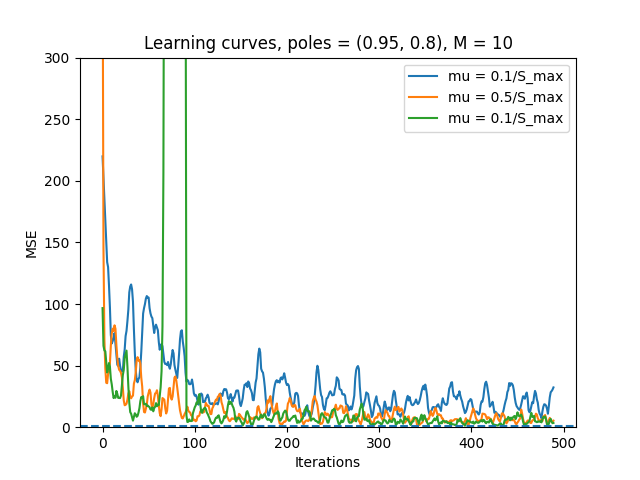 Learning curves, poles = (0.95, 0.8), M = 10
300
250
200
150
100
50
0
MSE
mu = 0.1/S_max
mu = 0.5/S_max
mu = 0.1/S_max
0 100 200 300 400 500
Iterations